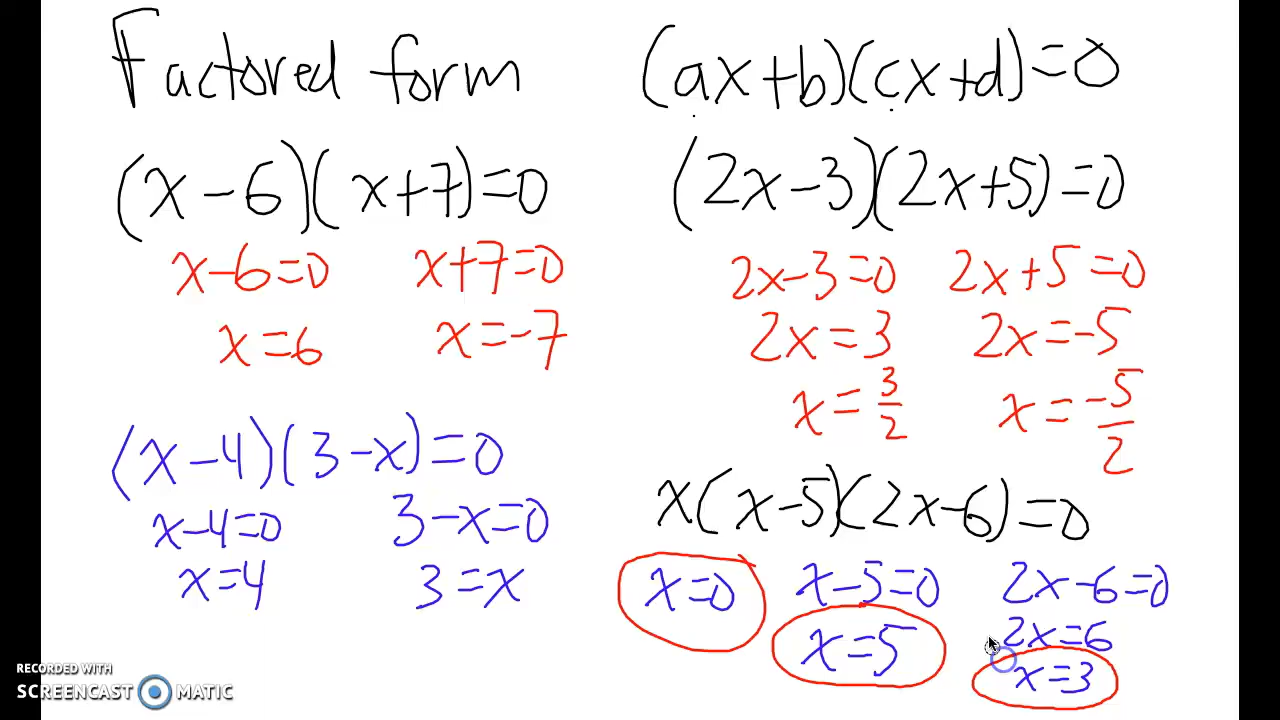 Factored form
(x-6)(x+7)=0
x-6=0 x+7=0
x=6 x=-7
(x-4)(3-x)=0
x-4=0 3-x=0
x=4 3=x
(ax+b)(cx+d)=0
(2x-3)(2x+5)=0
2x-3=0 2x+5=0
2x=3 2x=-5
x=3/2 x=-5/2
x(x-5)(2x-6)=0
x=0 x-5=0 2x-6=0
x=5 2x=6
x=3
RECORDED WITH
SCREENCAST MATIC